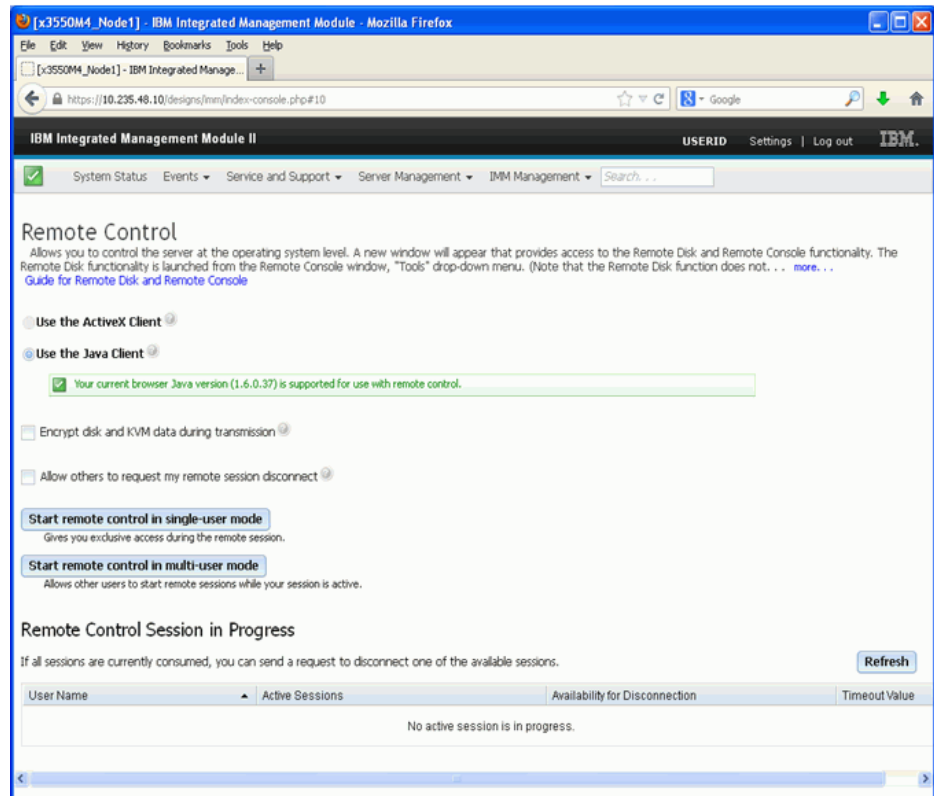 [x3550M4_Node1] - IBM Integrated Management Module - Mozilla Firefox
File Edit View History Bookmarks Tools Help
[x3550M4_Node1] - IBM Integrated Manage... +
https://10.235.48.10/designs/imm/index-console.php#10 Google
IBM Integrated Management Module II USERID Settings | Log out IBM.
System Status Events Service and Support Server Management IMM Management Search. . .
Remote Control
Allows you to control the server at the operating system level. A new window will appear that provides access to the Remote Disk and Remote Console functionality. The
Remote Disk functionality is launched from the Remote Console window, "Tools" drop-down menu. (Note that the Remote Disk function does not. . . more. . .
Guide for Remote Disk and Remote Console
Use the ActiveX Client ?
Use the Java Client ?
Your current browser Java version (1.6.0.37) is supported for use with remote control.
Encrypt disk and KVM data during transmission ?
Allow others to request my remote session disconnect ?
Start remote control in single-user mode
Gives you exclusive access during the remote session.
Start remote control in multi-user mode
Allows other users to start remote sessions while your session is active.
Remote Control Session in Progress
If all sessions are currently consumed, you can send a request to disconnect one of the available sessions. Refresh
User Name Active Sessions Availability for Disconnection Timeout Value
No active session is in progress.